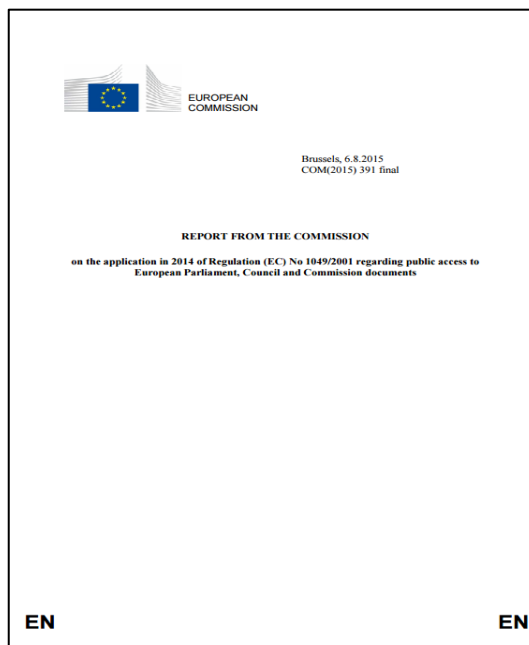 EUROPEAN
COMMISSION
Brussels, 6.8.2015
COM(2015) 391 final
REPORT FROM THE COMMISSION
on the application in 2014 of Regulation (EC) No 1049/2001 regarding public access to
European Parliament, Council and Commission documents
EN
EN